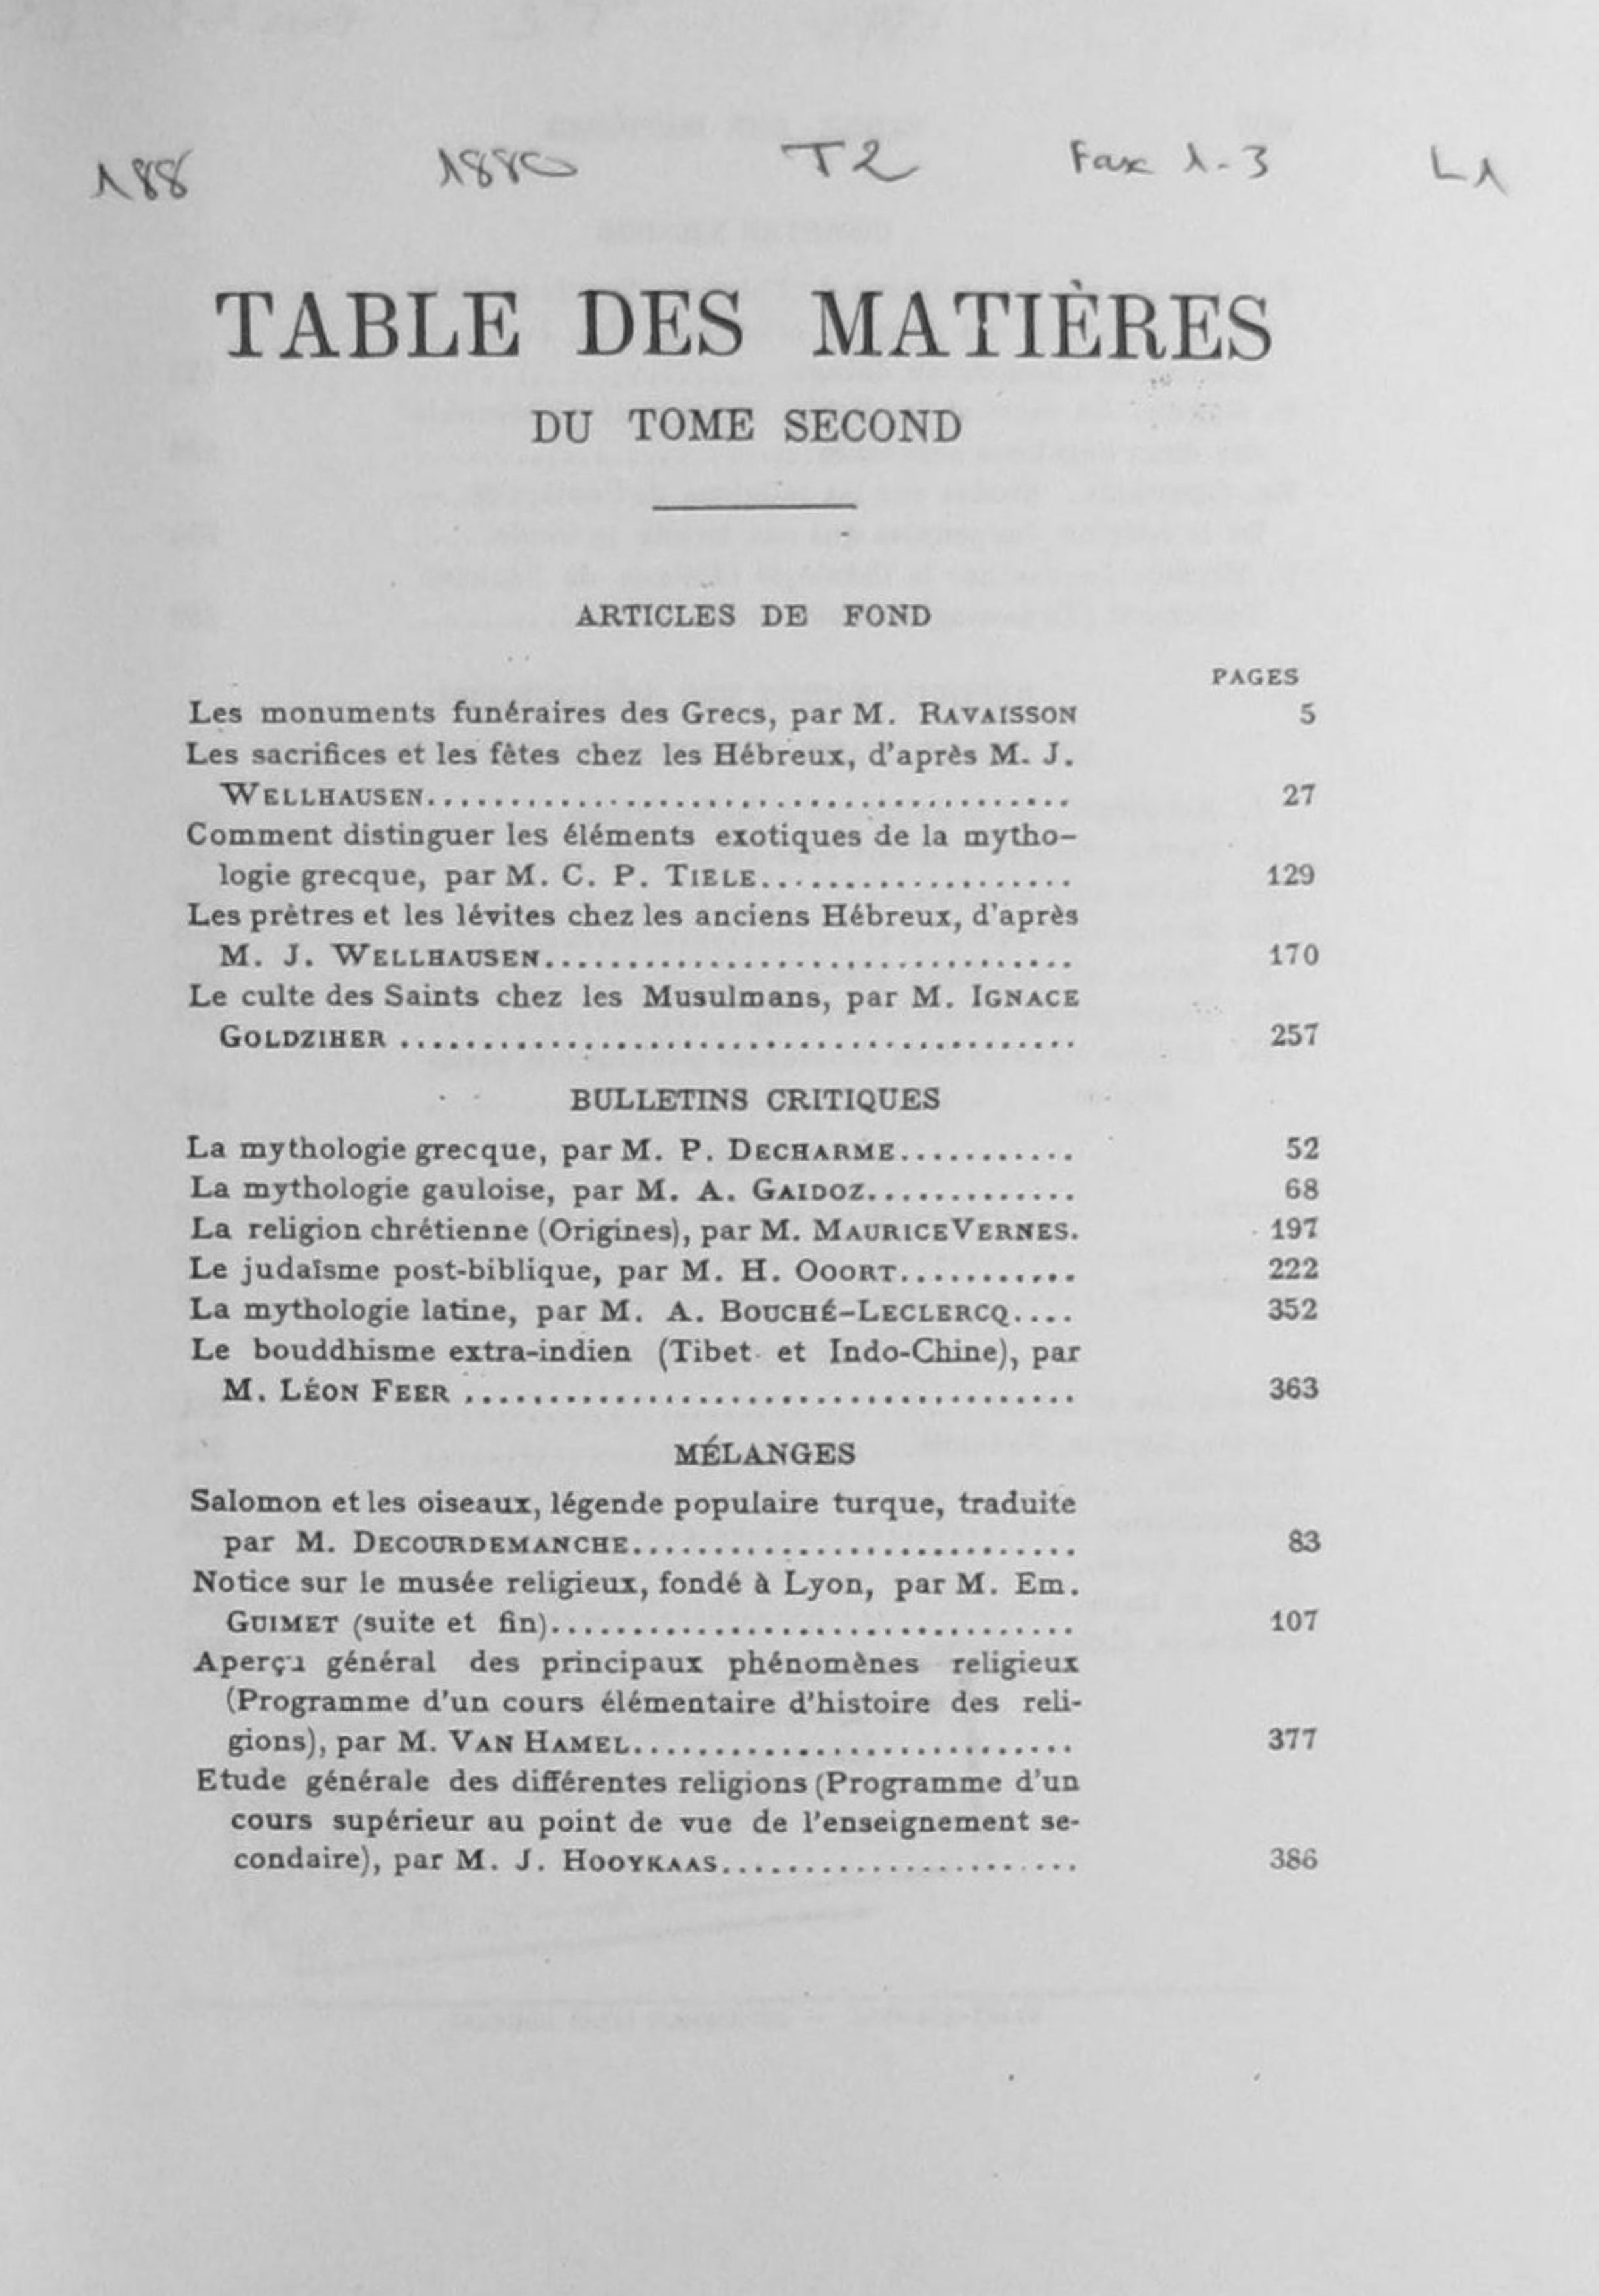 188 1880 T2 Fax 1-3 L1
TABLE DES MATIÈRES
DU TOME SECOND
ARTICLES DE FOND
PAGES
Les monuments funéraires des Grecs, par M. RAVAISSON 5
Les sacrifices et les fêtes chez les Hébreux, d'après M. J.
WELLHAUSEN........................................ 27
Comment distinguer les éléments exotiques de la mytho-
logie grecque, par M. C. P. TIELE................... 129
Les prêtres et les lévites chez les anciens Hébreux, d'après
M. J. WELLHAUSEN................................ 170
Le culte des Saints chez les Musulmans, par M. IGNACE
GOLDZIHER ......................................... 257
BULLETINS CRITIQUES
La mythologie grecque, par M. P. DECHARME........... 52
La mythologie gauloise, par M. A. GAIDOZ............. 68
La religion chrétienne (Origines), par M. MAURICE VERNES. 197
Le judaïsme post-biblique, par M. H. OOORT........... 222
La mythologie latine, par M. A. BOUCHÉ-LECLERCQ.... 352
Le bouddhisme extra-indien (Tibet et Indo-Chine), par
M. LÉON FEER ..................................... 363
MÉLANGES
Salomon et les oiseaux, légende populaire turque, traduite
par M. DECOURDEMANCHE........................... 83
Notice sur le musée religieux, fondé à Lyon, par M. Em.
GUIMET (suite et fin)................................ 107
Aperçu général des principaux phénomènes religieux
(Programme d'un cours élémentaire d'histoire des reli-
gions), par M. VAN HAMEL........................... 377
Etude générale des différentes religions (Programme d'un
cours supérieur au point de vue de l'enseignement se-
condaire), par M. J. HOOYKAAS...................... 386